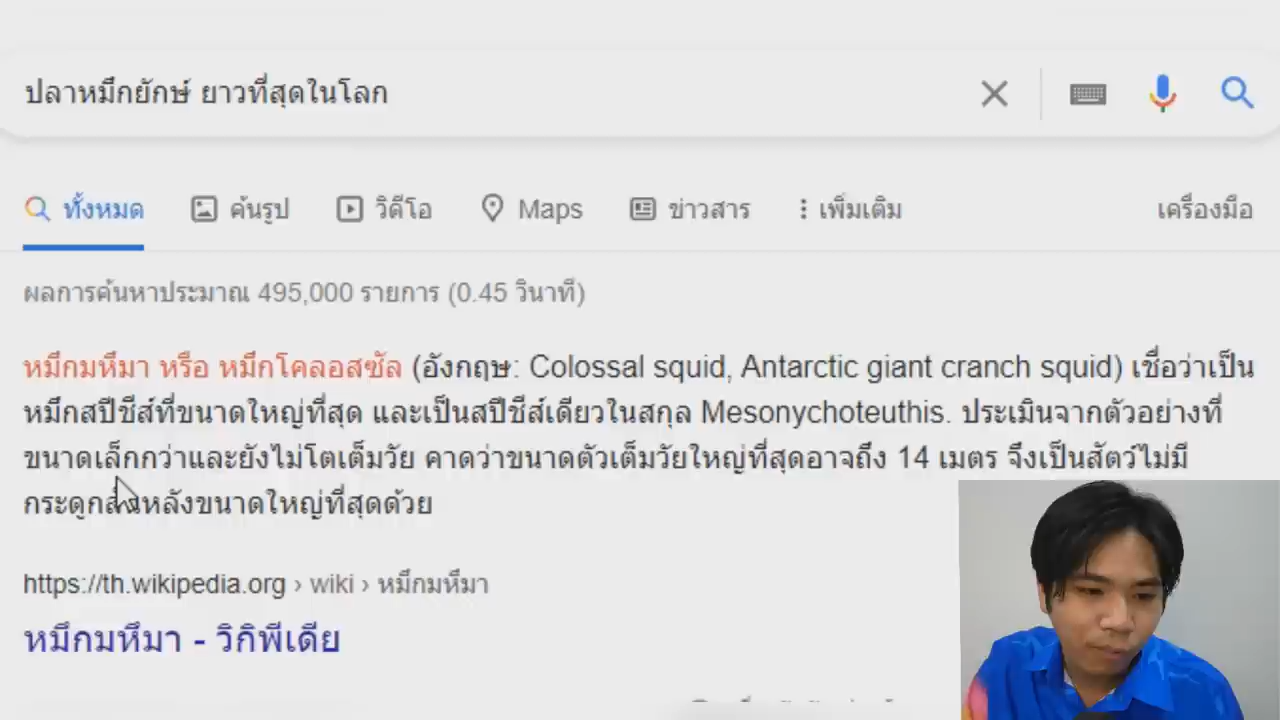 ปลาหมึกยักษ์ ยาวที่สุดในโลก
ทั้งหมด ค้นรูป วิดีโอ Maps ข่าวสาร เพิ่มเติม เครื่องมือ
ผลการค้นหาประมาณ 495,000 รายการ (0.45 วินาที)
หมึกมหึมา หรือ หมึกโคลอสซัล (อังกฤษ: Colossal squid, Antarctic giant cranch squid) เชื่อว่าเป็น
หมึกสปีชีส์ที่ขนาดใหญ่ที่สุด และเป็นสปีชีส์เดียวในสกุล Mesonychoteuthis. ประเมินจากตัวอย่างที่
ขนาดเล็กกว่าและยังไม่โตเต็มวัย คาดว่าขนาดตัวเต็มวัยใหญ่ที่สุดอาจถึง 14 เมตร จึงเป็นสัตว์ไม่มี
กระดูกสันหลังขนาดใหญ่ที่สุดด้วย
https://th.wikipedia.org › wiki › หมึกมหึมา
หมึกมหึมา - วิกิพีเดีย